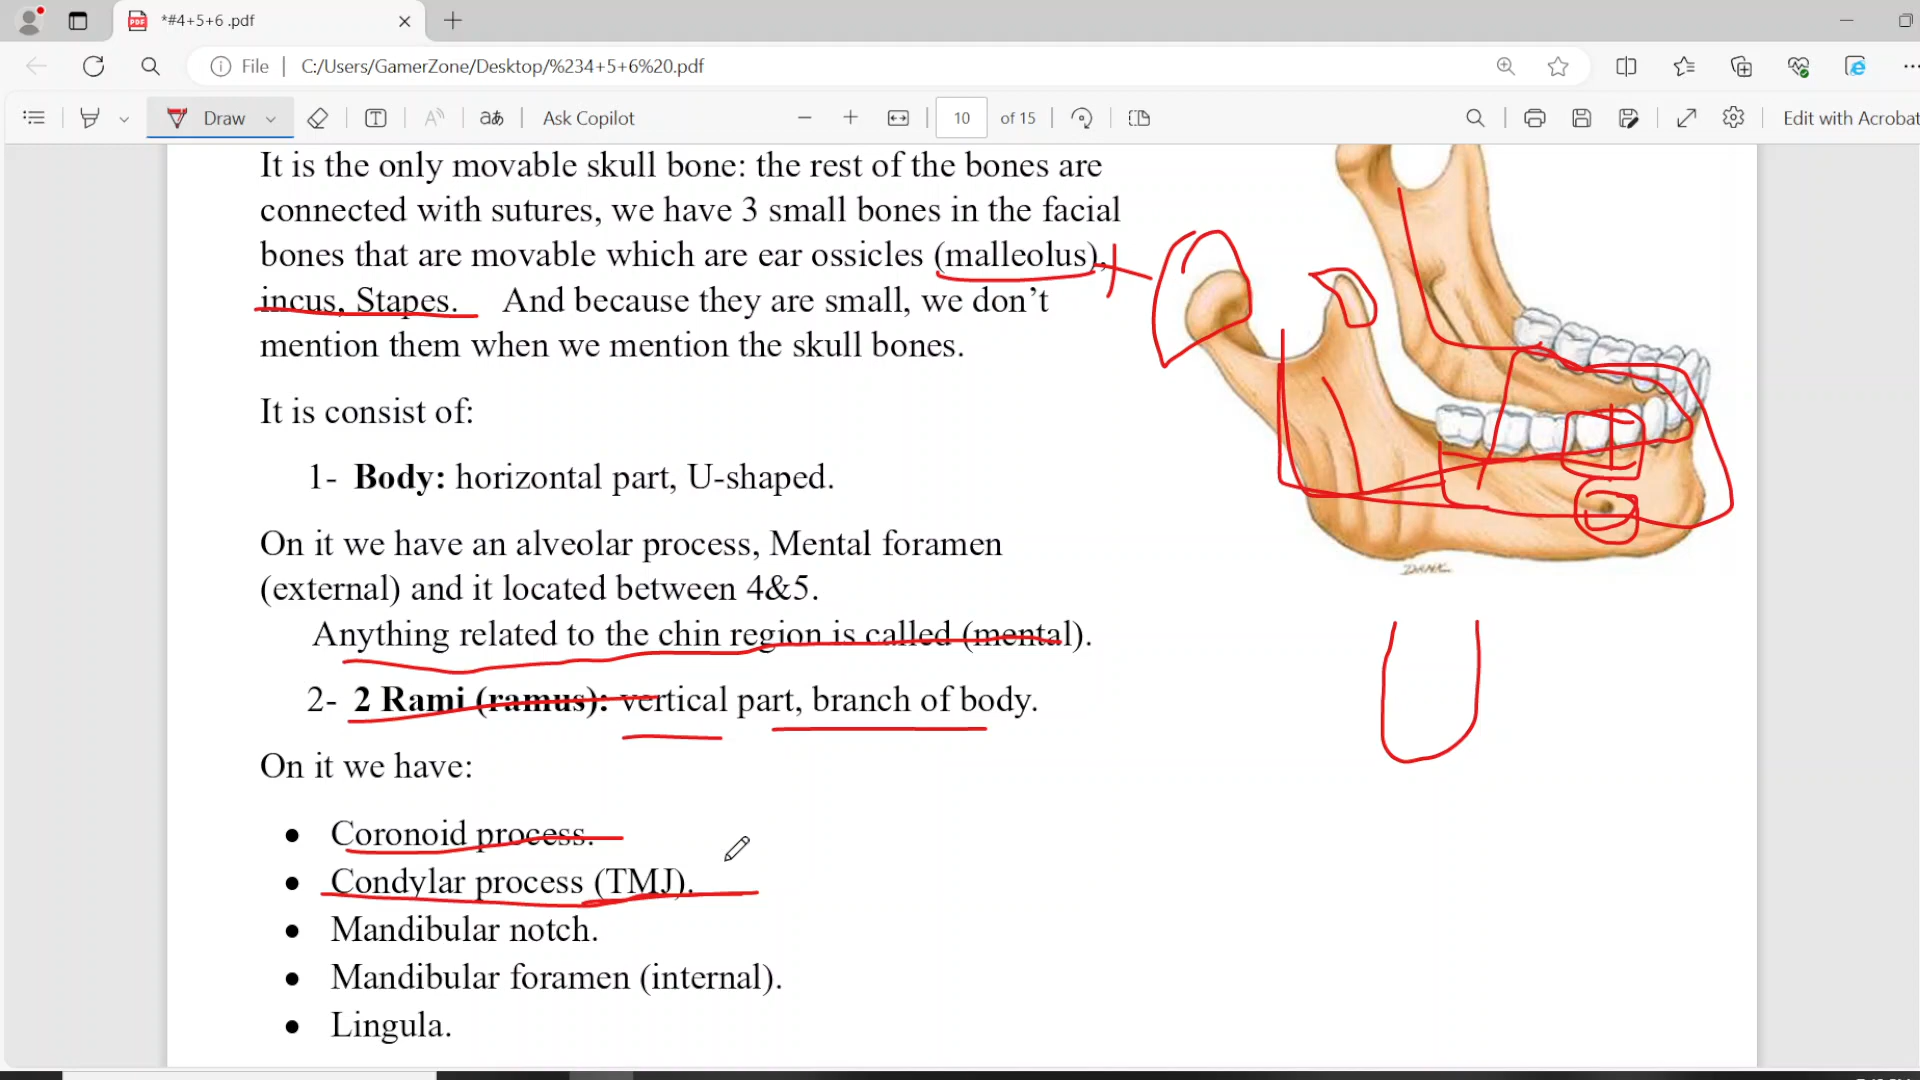 *#4+5+6 .pdf
File
C:/Users/GamerZone/Desktop/%234+5+6%20.pdf
Draw
Ask Copilot
10
of 15
Edit with Acrobat
It is the only movable skull bone: the rest of the bones are
connected with sutures, we have 3 small bones in the facial
bones that are movable which are ear ossicles (malleolus),
incus, Stapes. And because they are small, we don’t
mention them when we mention the skull bones.
It is consist of:
1- Body: horizontal part, U-shaped.
On it we have an alveolar process, Mental foramen
(external) and it located between 4&5.
Anything related to the chin region is called (mental).
2- 2 Rami (ramus): vertical part, branch of body.
On it we have:
• Coronoid process.
• Condylar process (TMJ).
• Mandibular notch.
• Mandibular foramen (internal).
• Lingula.